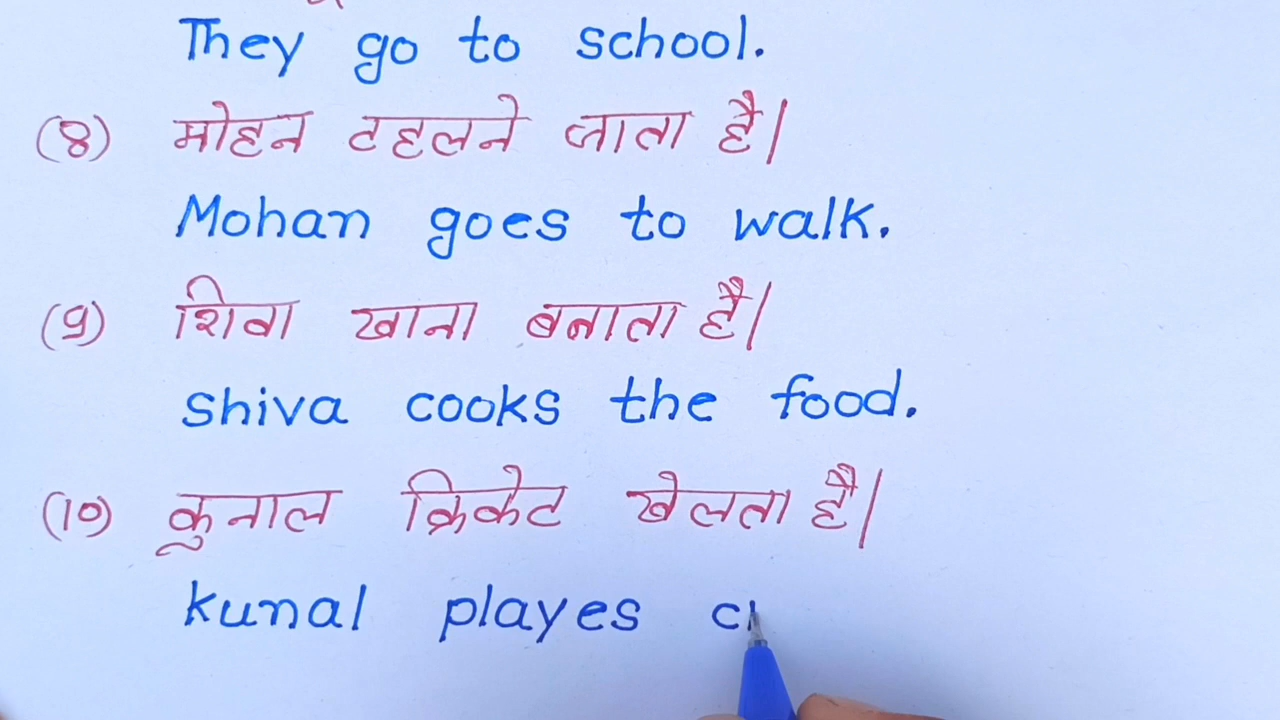 They go to school.
(8) मोहन टहलने जाता है।
Mohan goes to walk.
(9) शिवा खाना बनाता है।
Shiva cooks the food.
(10) कुनाल क्रिकेट खेलता है।
kunal playes